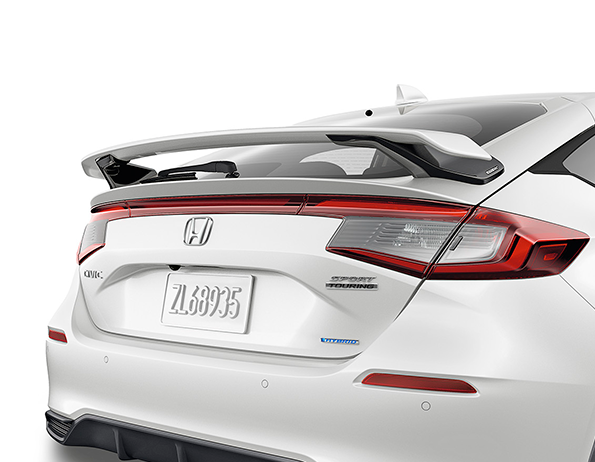 CIVIC
SPORT
TOURING
ZL68935
HYBRID